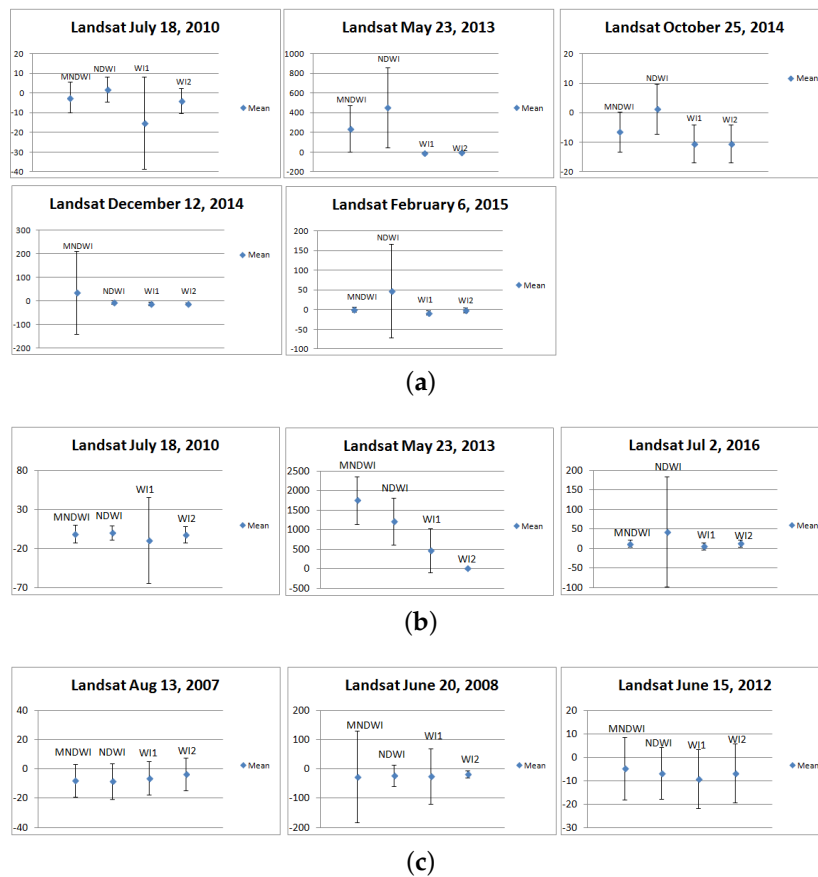 Landsat July 18, 2010
20
10
0
-10
-20
-30
-40
MNDWI
NDWI
WI1
WI2
Mean
Landsat May 23, 2013
1000
800
600
400
200
0
-200
MNDWI
NDWI
WI1
WI2
Mean
Landsat October 25, 2014
20
10
0
-10
-20
MNDWI
NDWI
WI1
WI2
Mean
Landsat December 12, 2014
300
200
100
0
-100
-200
MNDWI
NDWI
WI1
WI2
Mean
Landsat February 6, 2015
200
150
100
50
0
-50
-100
MNDWI
NDWI
WI1
WI2
Mean
(a)
Landsat July 18, 2010
80
30
-20
-70
MNDWI
NDWI
WI1
WI2
Mean
Landsat May 23, 2013
2500
2000
1500
1000
500
0
-500
MNDWI
NDWI
WI1
WI2
Mean
Landsat Jul 2, 2016
200
150
100
50
0
-50
-100
MNDWI
NDWI
WI1
WI2
Mean
(b)
Landsat Aug 13, 2007
40
20
0
-20
-40
MNDWI
NDWI
WI1
WI2
Mean
Landsat June 20, 2008
200
100
0
-100
-200
MNDWI
NDWI
WI1
WI2
Mean
Landsat June 15, 2012
20
10
0
-10
-20
-30
MNDWI
NDWI
WI1
WI2
Mean
(c)